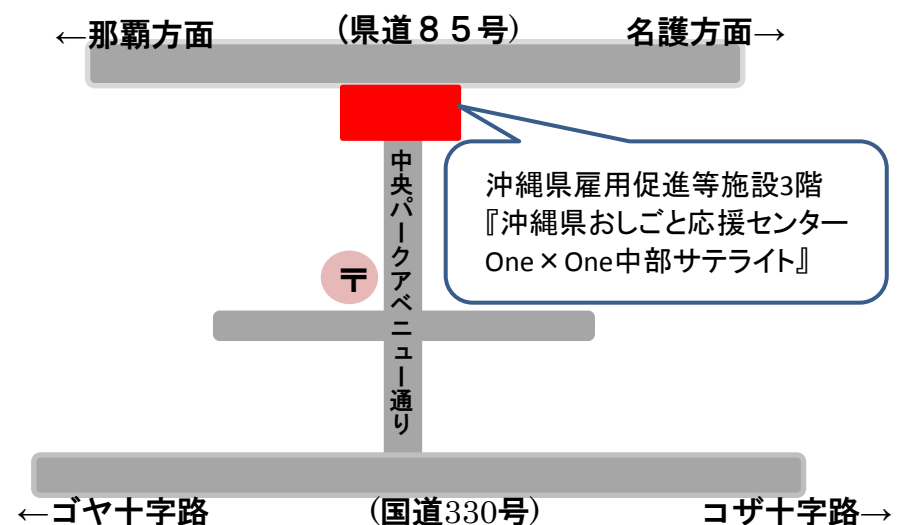 ←那覇方面
(県道８５号)
名護方面→
沖縄県雇用促進等施設3階
『沖縄県おしごと応援センター
One×One中部サテライト』
中央パークアベニュー通り
〒
←ゴヤ十字路
(国道330号)
コザ十字路→